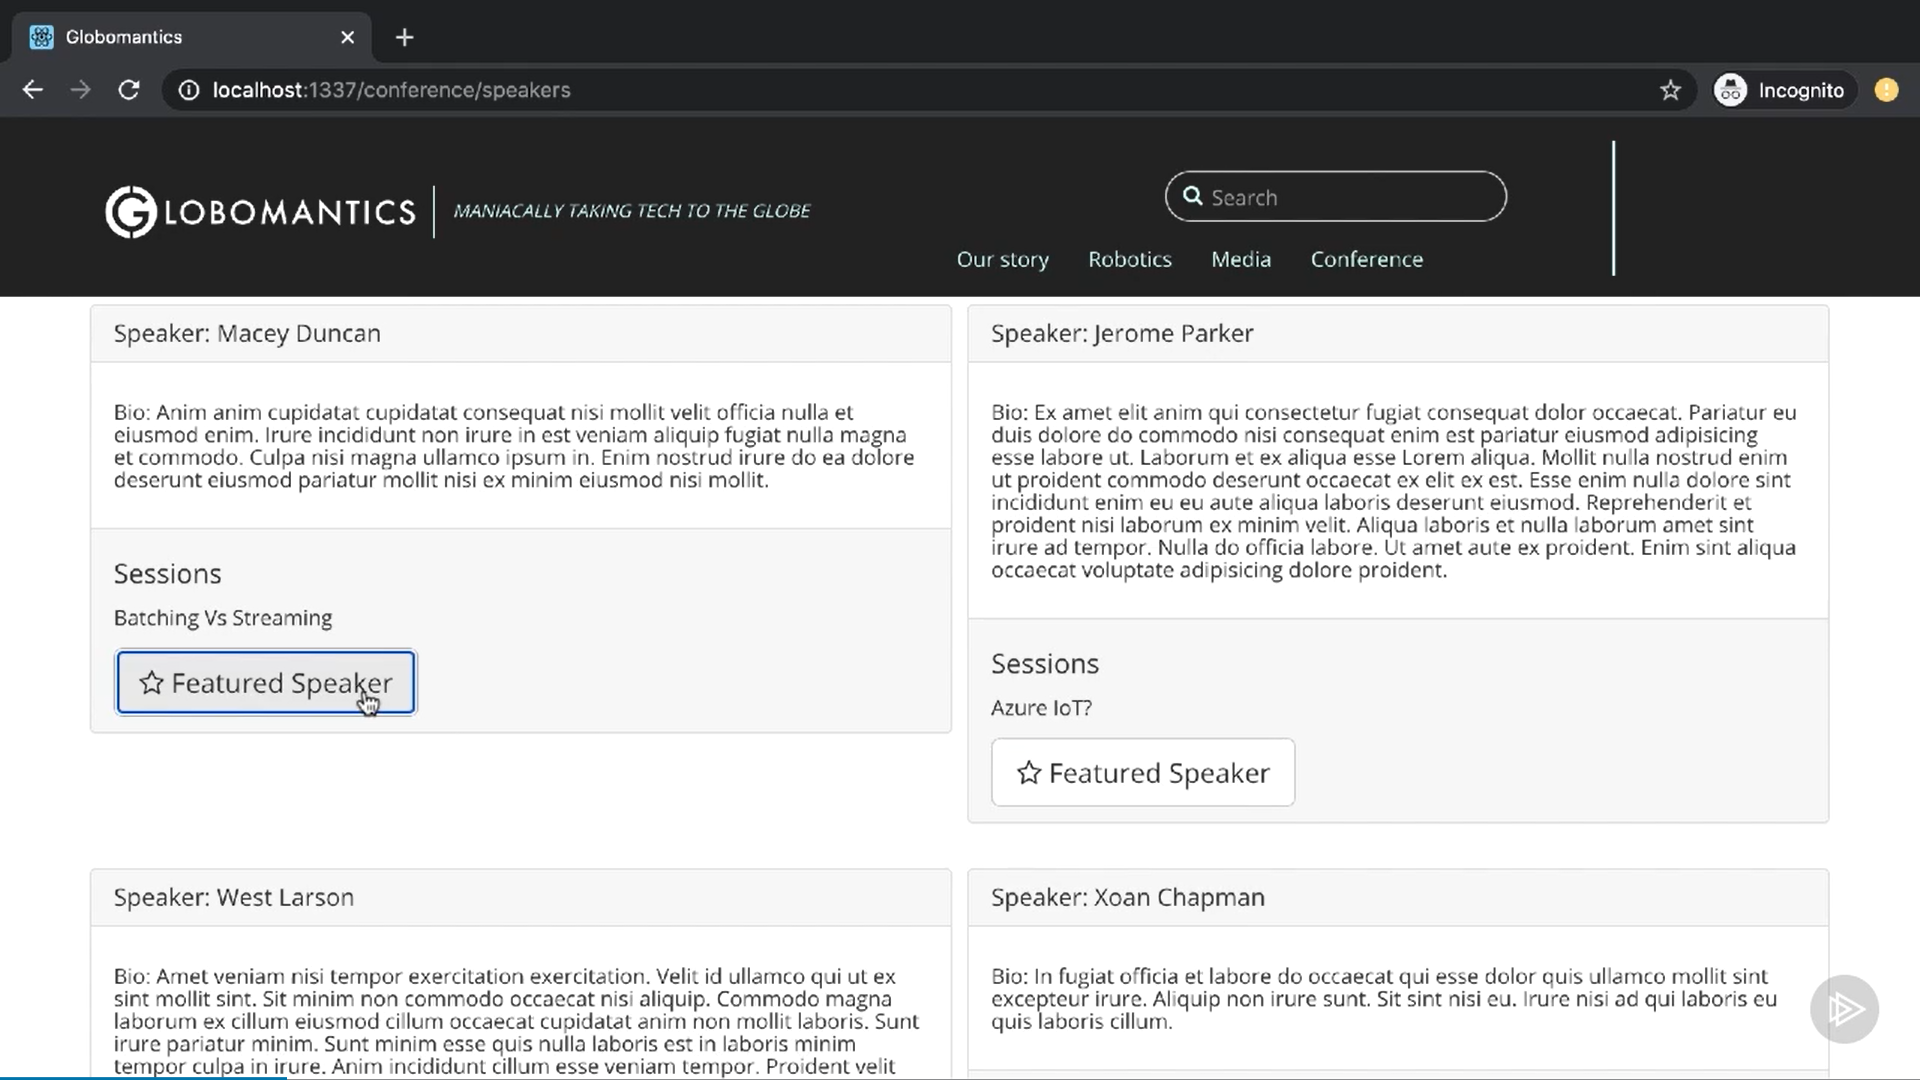 Globomantics
localhost:1337/conference/speakers
Incognito
GLOBOMANTICS
MANIACALLY TAKING TECH TO THE GLOBE
Search
Our story
Robotics
Media
Conference
Speaker: Macey Duncan
Bio: Anim anim cupidatat cupidatat consequat nisi mollit velit officia nulla et
eiusmod enim. Irure incididunt non irure in est veniam aliquip fugiat nulla magna
et commodo. Culpa nisi magna ullamco ipsum in. Enim nostrud irure do ea dolore
deserunt eiusmod pariatur mollit nisi ex minim eiusmod nisi mollit.
Sessions
Batching Vs Streaming
Featured Speaker
Speaker: Jerome Parker
Bio: Ex amet elit anim qui consectetur fugiat consequat dolor occaecat. Pariatur eu
duis dolore do commodo nisi consequat enim est pariatur eiusmod adipisicing
esse labore ut. Laborum et ex aliqua esse Lorem aliqua. Mollit nulla nostrud enim
ut proident commodo deserunt occaecat ex elit ex est. Esse enim nulla dolore sint
incididunt enim eu eu aute aliqua laboris deserunt eiusmod. Reprehenderit et
proident nisi laborum ex minim velit. Aliqua laboris et nulla laborum amet sint
irure ad tempor. Nulla do officia labore. Ut amet aute ex proident. Enim sint aliqua
occaecat voluptate adipisicing dolore proident.
Sessions
Azure IoT?
Featured Speaker
Speaker: West Larson
Bio: Amet veniam nisi tempor exercitation exercitation. Velit id ullamco qui ut ex
sint mollit sint. Sit minim non commodo occaecat nisi aliquip. Commodo magna
laborum ex cillum eiusmod cillum occaecat cupidatat anim non mollit laboris. Sunt
irure pariatur minim. Sunt minim esse quis nulla laboris est in laboris minim
tempor culpa in irure. Anim incididunt cillum esse veniam tempor. Proident velit
Speaker: Xoan Chapman
Bio: In fugiat officia et labore do occaecat qui esse dolor quis ullamco mollit sint
excepteur irure. Aliquip non irure sunt. Sit sint nisi eu. Irure nisi ad qui laboris eu
quis laboris cillum.